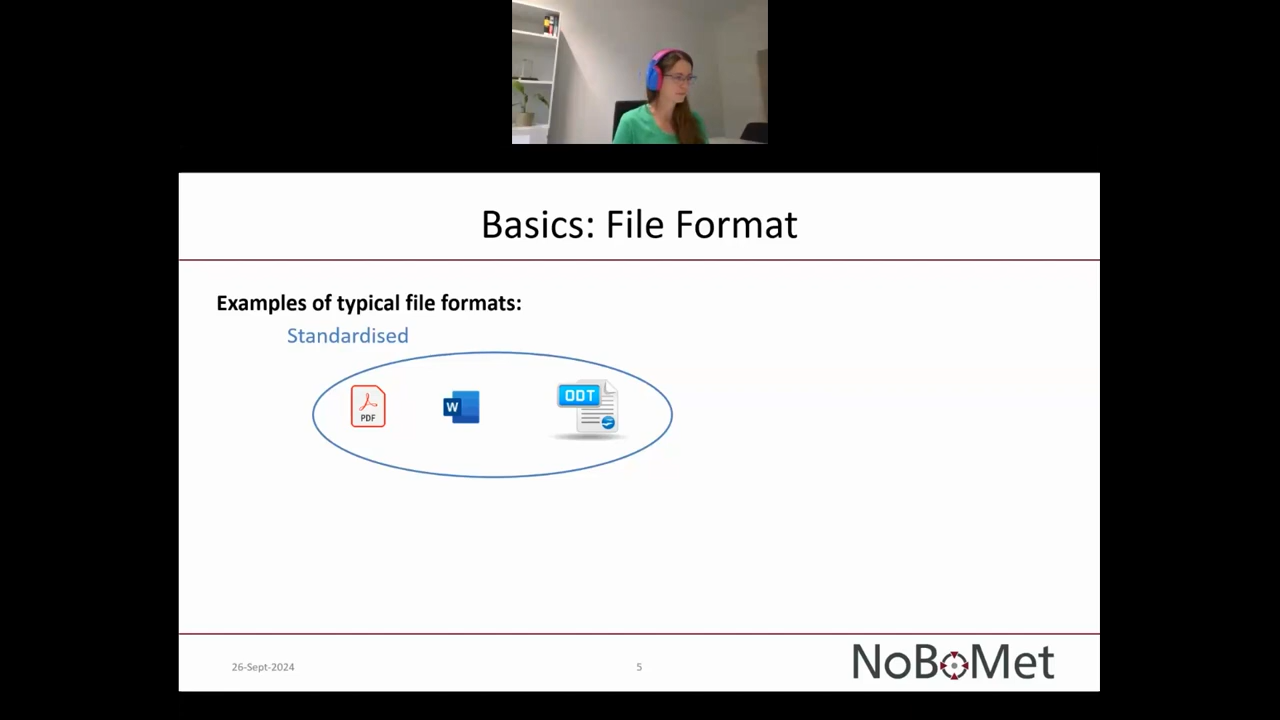 Basics: File Format
Examples of typical file formats:
Standardised
PDF
W
ODT
26-Sept-2024
5
NoBoMet